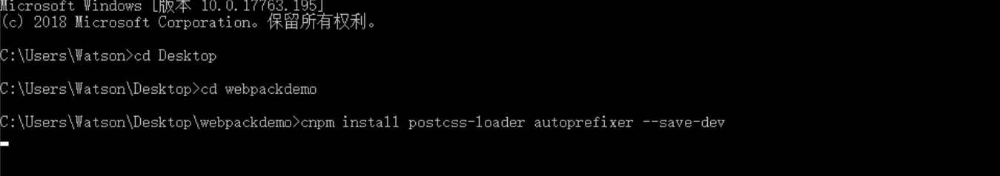 Microsoft Windows [版本 10.0.17763.195]
(c) 2018 Microsoft Corporation。保留所有权利。
C:\Users\Watson>cd Desktop
C:\Users\Watson\Desktop>cd webpackdemo
C:\Users\Watson\Desktop\webpackdemo>cnpm install postcss-loader autoprefixer --save-dev